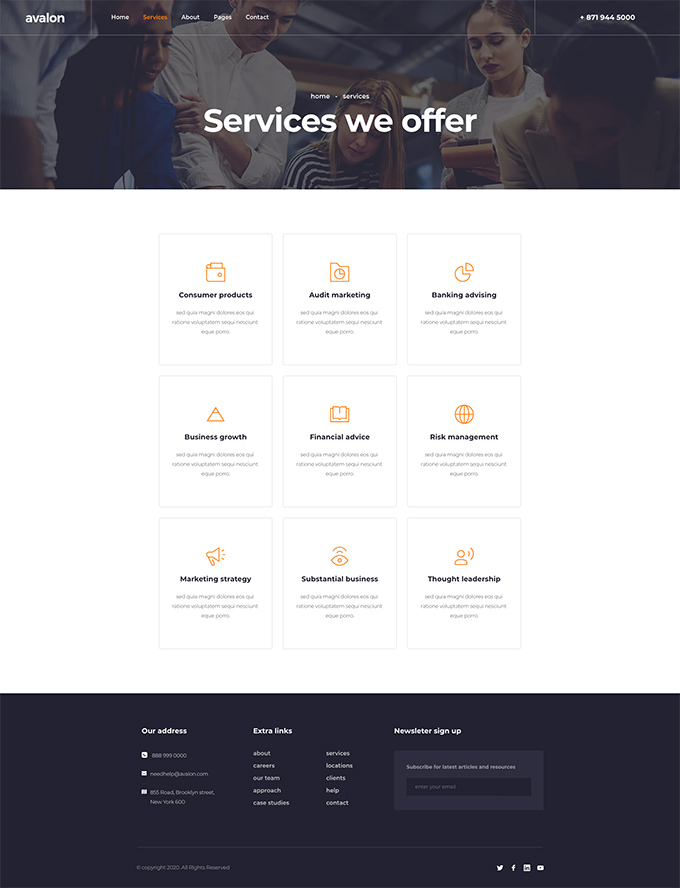 avalon
Home Services About Pages Contact
+ 871 944 5000
home - services
Services we offer
Consumer products
sed quia magni dolores eos qui
ratione voluptatem sequi nesciunt
eque porro.
Audit marketing
sed quia magni dolores eos qui
ratione voluptatem sequi nesciunt
eque porro.
Banking advising
sed quia magni dolores eos qui
ratione voluptatem sequi nesciunt
eque porro.
Business growth
sed quia magni dolores eos qui
ratione voluptatem sequi nesciunt
eque porro.
Financial advice
sed quia magni dolores eos qui
ratione voluptatem sequi nesciunt
eque porro.
Risk management
sed quia magni dolores eos qui
ratione voluptatem sequi nesciunt
eque porro.
Marketing strategy
sed quia magni dolores eos qui
ratione voluptatem sequi nesciunt
eque porro.
Substantial business
sed quia magni dolores eos qui
ratione voluptatem sequi nesciunt
eque porro.
Thought leadership
sed quia magni dolores eos qui
ratione voluptatem sequi nesciunt
eque porro.
Our address
888 999 0000
needhelp@avalon.com
855 Road, Brooklyn street,
New York 600
Extra links
about
careers
our team
approach
case studies
services
locations
clients
help
contact
Newsleter sign up
Subscribe for latest articles and resources
enter your email
© copyright 2020. All Rights Reserved